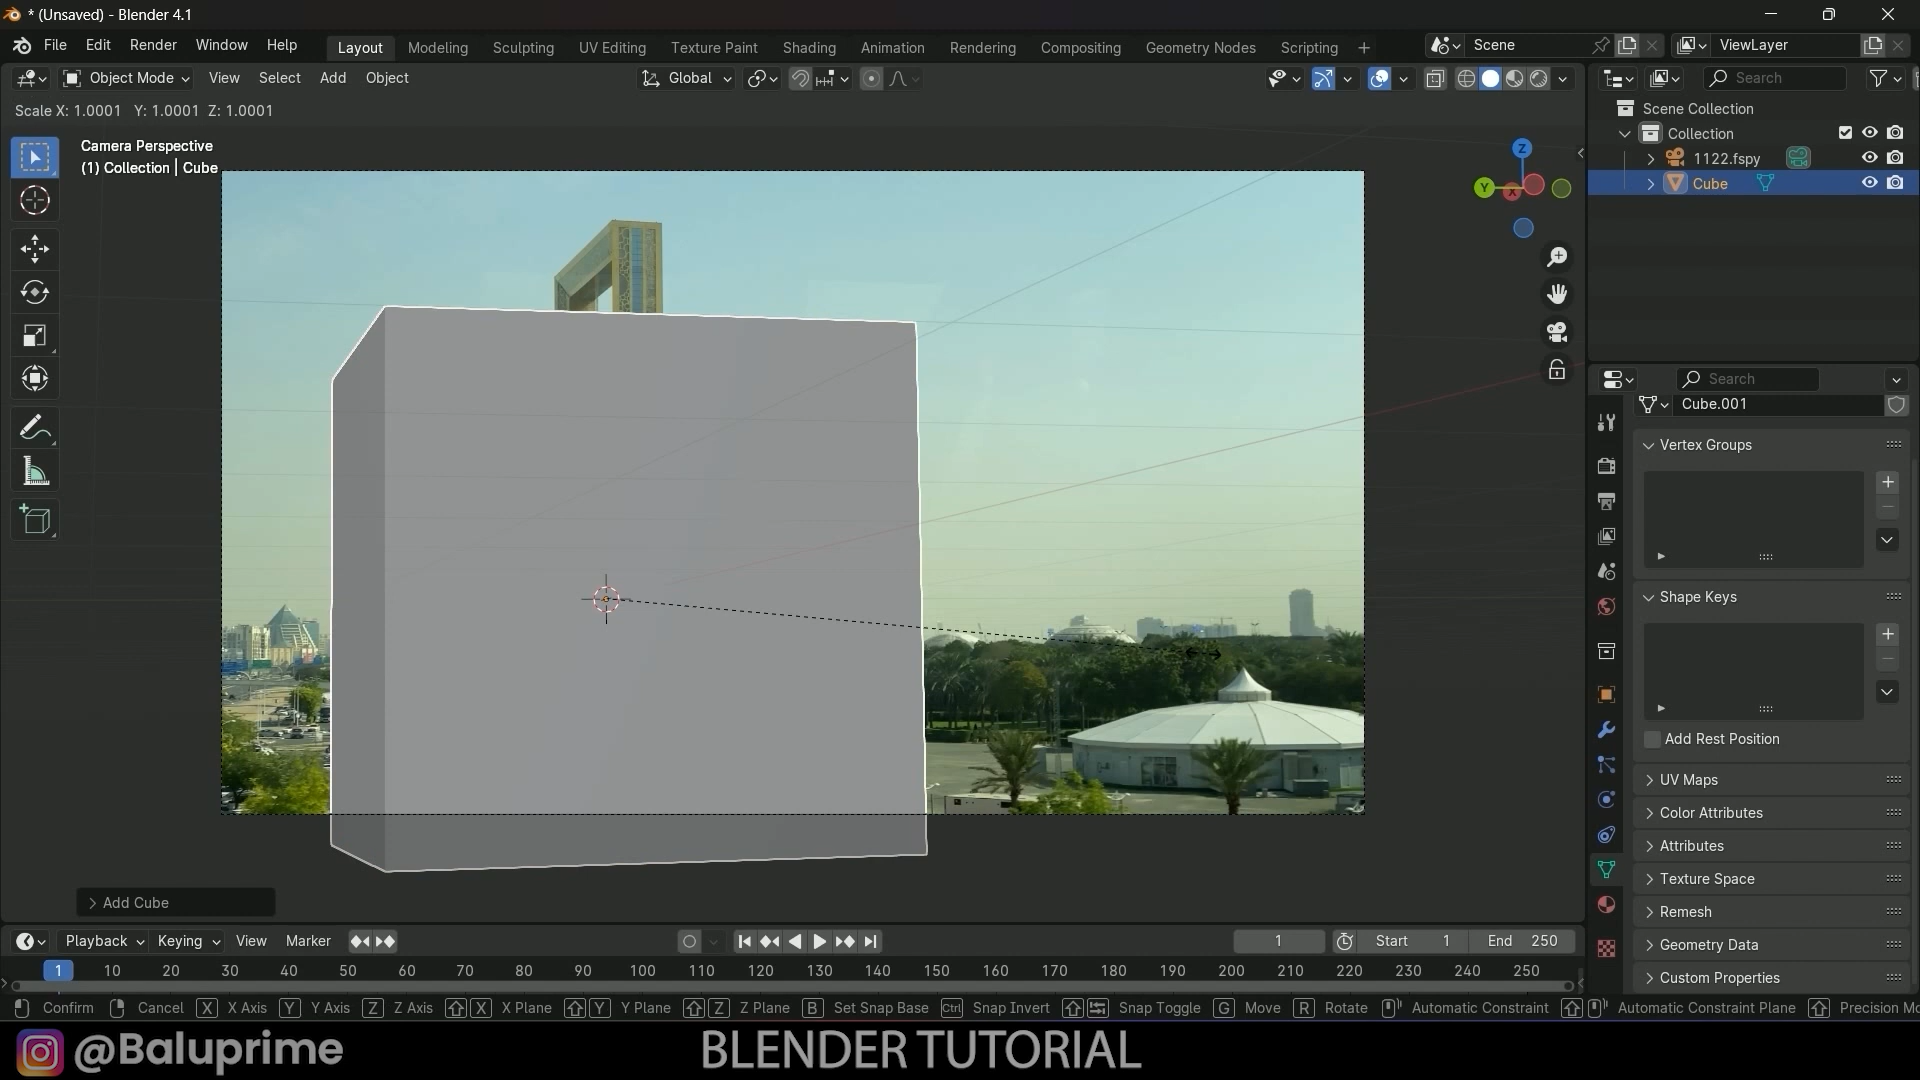 * (Unsaved) - Blender 4.1
File Edit Render Window Help Layout Modeling Sculpting UV Editing Texture Paint Shading Animation Rendering Compositing Geometry Nodes Scripting + Scene ViewLayer
Object Mode View Select Add Object Global Search
Scale X: 1.0001 Y: 1.0001 Z: 1.0001
Scene Collection
Collection
1122.fspy
Cube
Camera Perspective
(1) Collection | Cube
Z
Y
X
Search
Cube.001
Vertex Groups
Shape Keys
Add Rest Position
UV Maps
Color Attributes
Attributes
Texture Space
Remesh
Geometry Data
Custom Properties
Add Cube
Playback Keying View Marker 1 Start 1 End 250
1 10 20 30 40 50 60 70 80 90 100 110 120 130 140 150 160 170 180 190 200 210 220 230 240 250
Confirm Cancel X X Axis Y Y Axis Z Z Axis X X Plane Y Y Plane Z Z Plane B Set Snap Base Ctrl Snap Invert Snap Toggle G Move R Rotate Automatic Constraint Automatic Constraint Plane Precision Mo
@Baluprime
BLENDER TUTORIAL